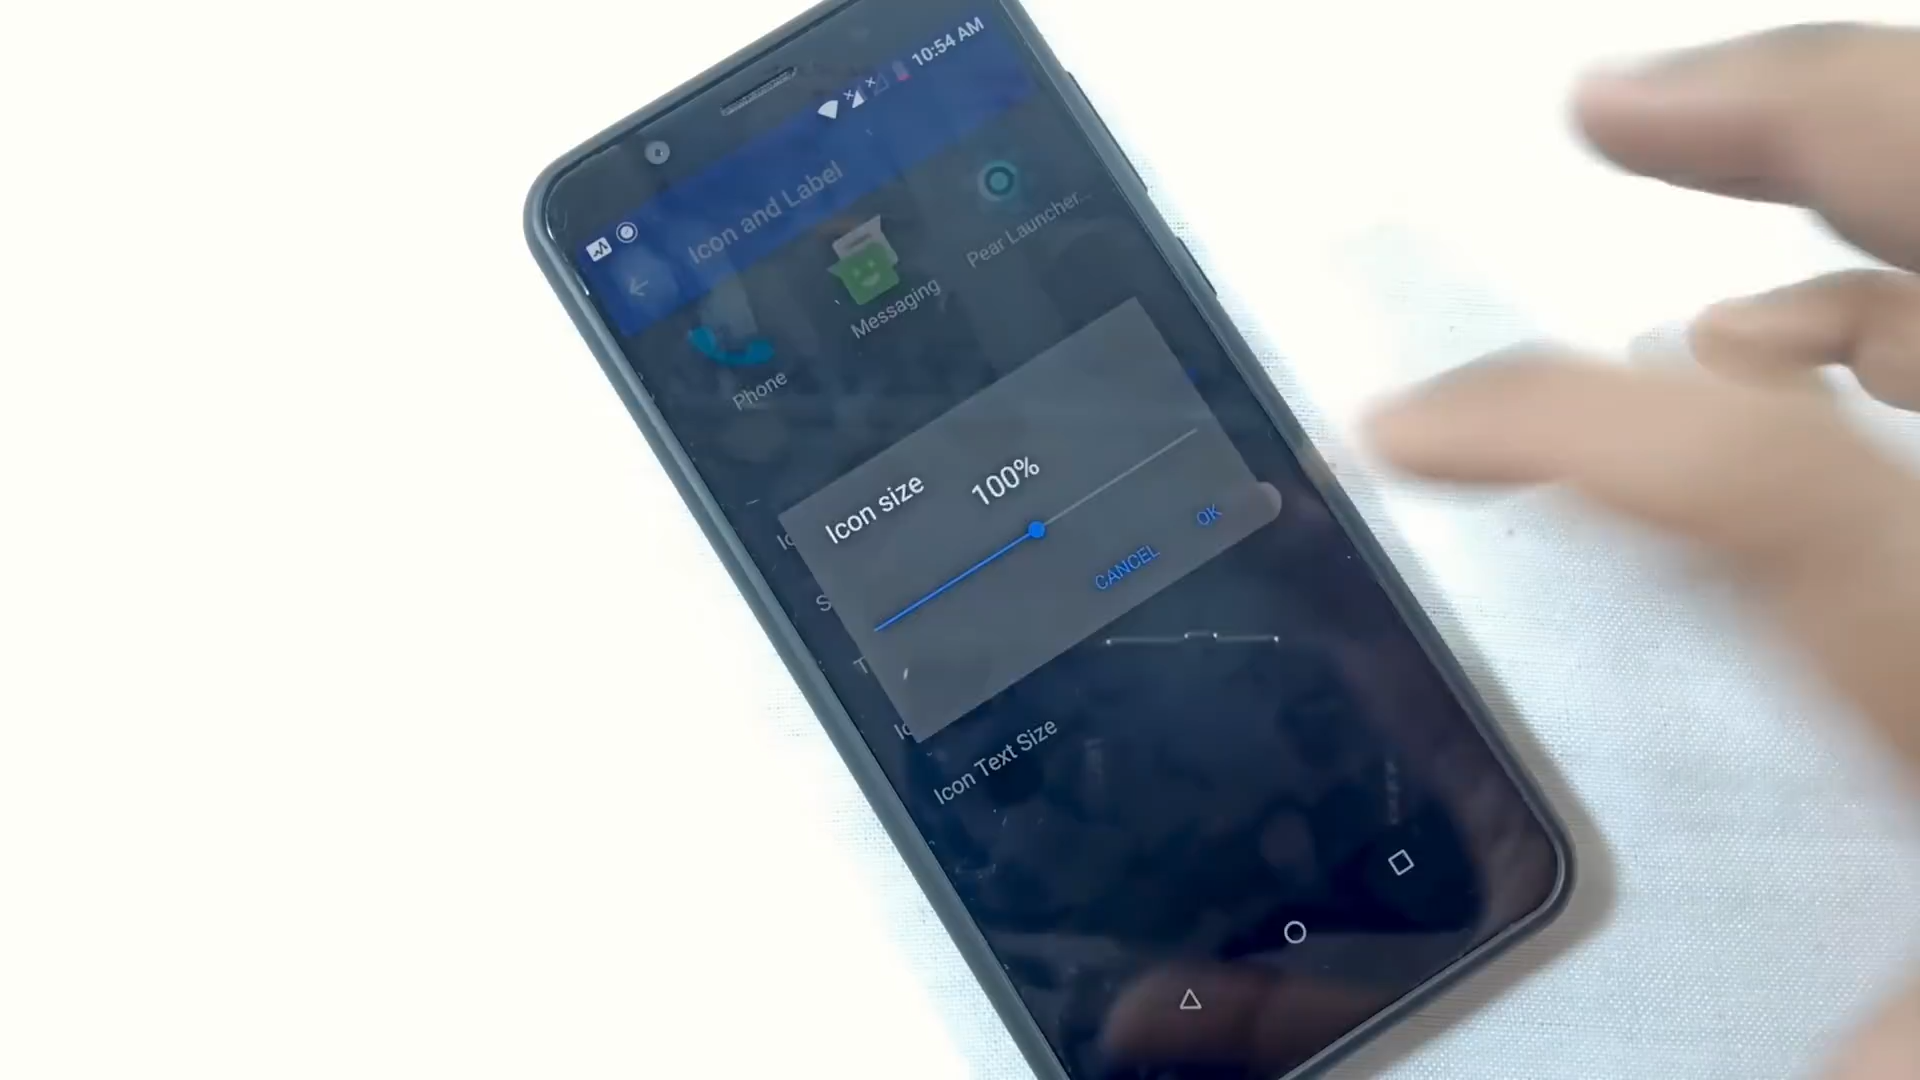 10:54 AM
Icon and Label
Phone
Messaging
Pear Launcher...
Icon size
100%
CANCEL
OK
Icon Text Size